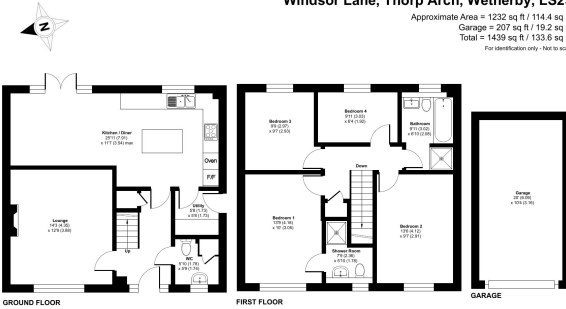 Windsor Lane, Thorp Arch, Wetherby, LS23
Approximate Area = 1232 sq ft / 114.4 sq
Garage = 207 sq ft / 19.2 sq
Total = 1439 sq ft / 133.6 sq
For identification only - Not to sca
N
Kitchen / Diner
25'11 (7.91)
x 11'7 (3.54) max
Oven
F/F
Lounge
14'3 (4.35)
x 12'9 (3.89)
Utility
5'8 (1.73)
x 5'8 (1.73)
Up
WC
5'10 (1.78)
x 5'9 (1.74)
GROUND FLOOR
Bedroom 3
9'9 (2.97)
x 9'7 (2.93)
Bedroom 4
9'11 (3.03)
x 6'4 (1.92)
Bathroom
9'11 (3.02)
x 6'10 (2.08)
Down
Bedroom 1
13'9 (4.18)
x 10' (3.06)
Bedroom 2
13'6 (4.12)
x 9'7 (2.91)
Shower Room
7'9 (2.36)
x 5'10 (1.79)
FIRST FLOOR
Garage
20' (6.09)
x 10'4 (3.16)
GARAGE